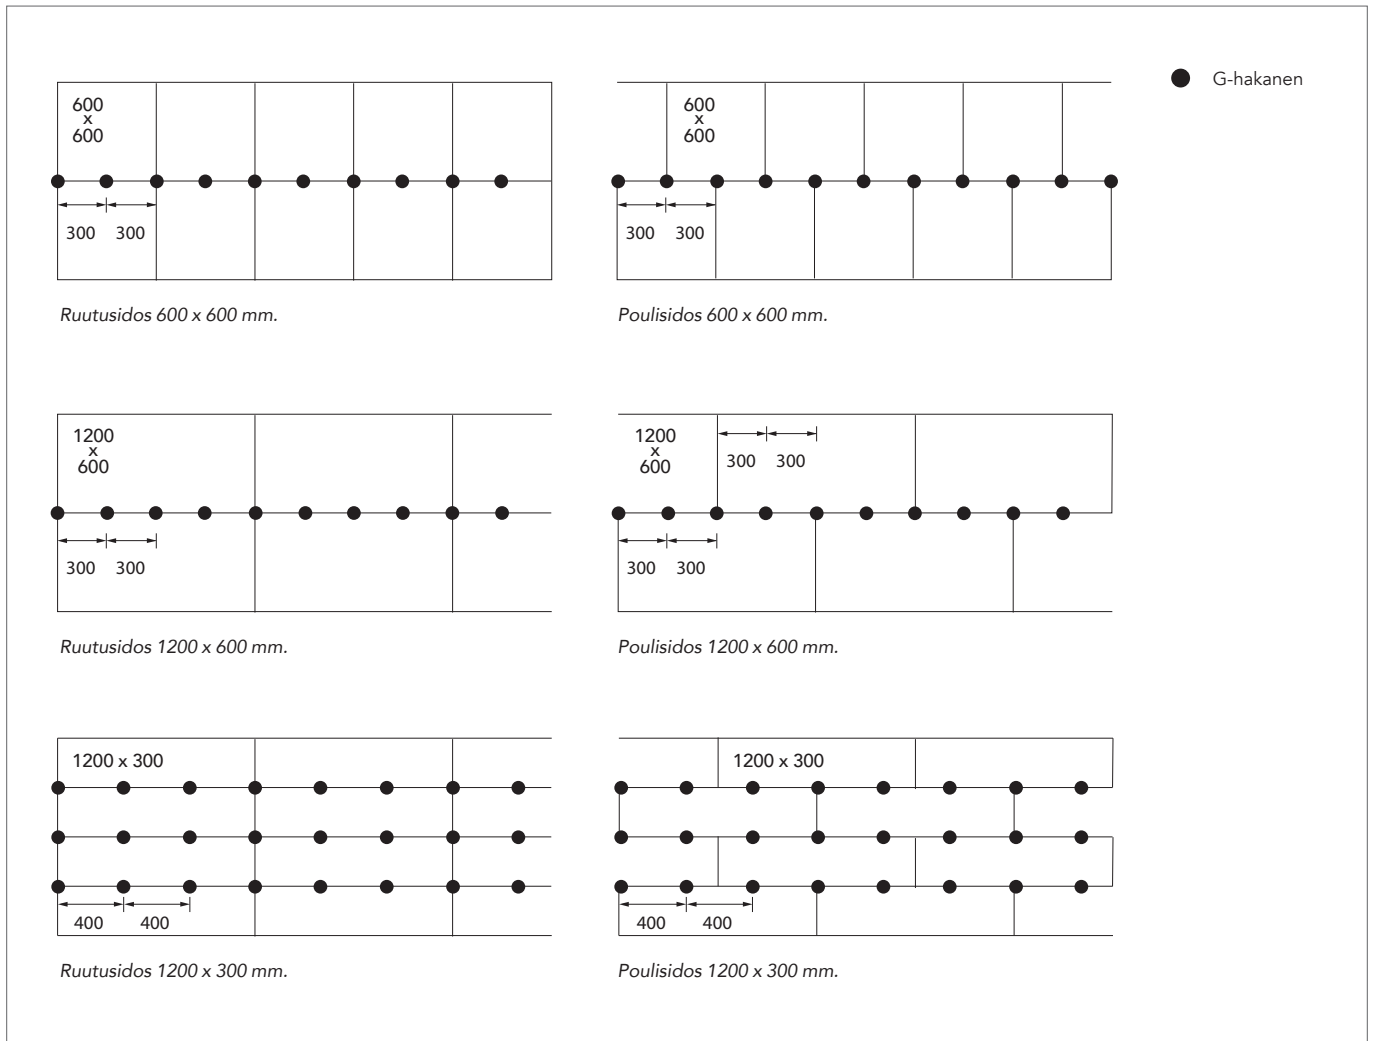 G-hakanen
600
x
600
300 300
Ruutusidos 600 x 600 mm.
600
x
600
300 300
Poulisidos 600 x 600 mm.
1200
x
600
300 300
Ruutusidos 1200 x 600 mm.
1200
x
600
300 300
300 300
Poulisidos 1200 x 600 mm.
1200 x 300
400 400
Ruutusidos 1200 x 300 mm.
1200 x 300
400 400
Poulisidos 1200 x 300 mm.